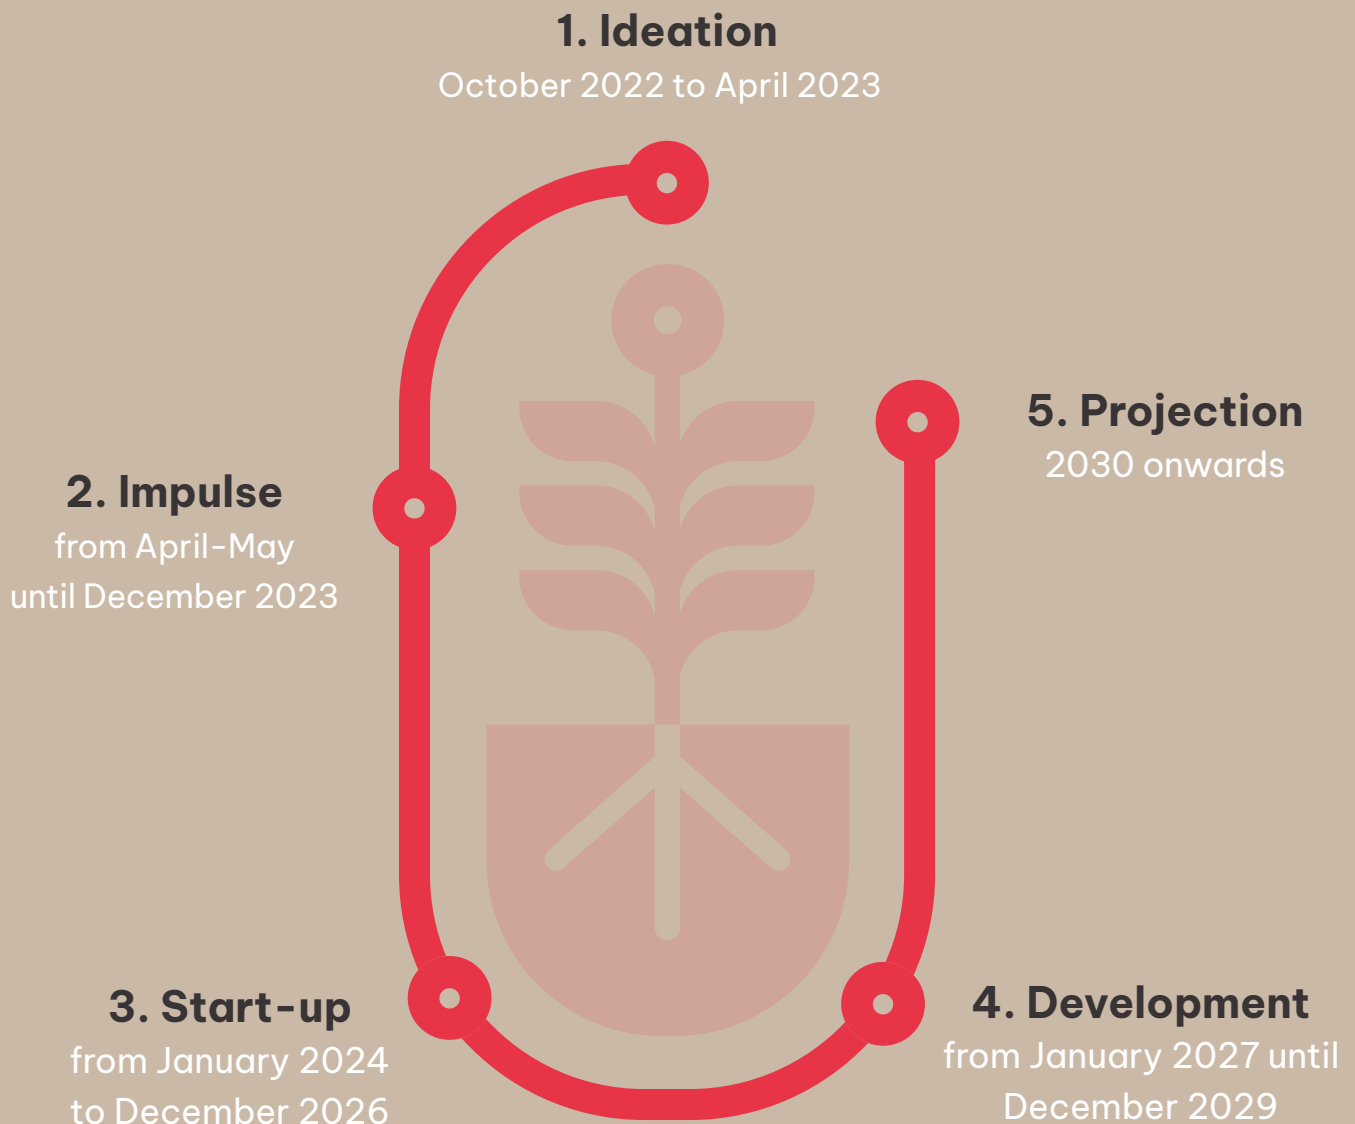 1. Ideation
October 2022 to April 2023
2. Impulse
from April-May
until December 2023
3. Start-up
from January 2024
to December 2026
4. Development
from January 2027 until
December 2029
5. Projection
2030 onwards